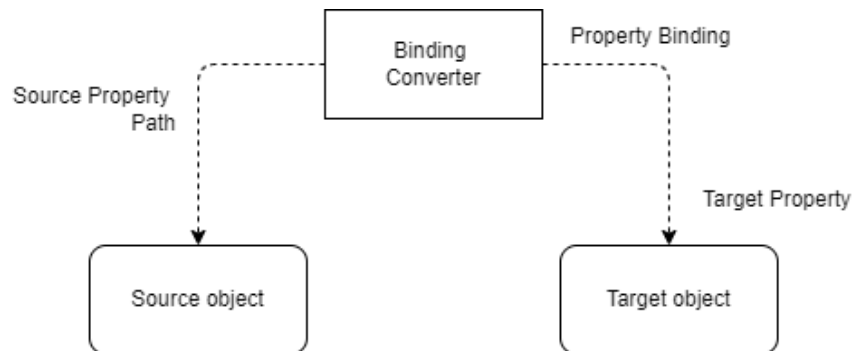 Binding
Converter
Property Binding
Source Property
Path
Target Property
Source object
Target object